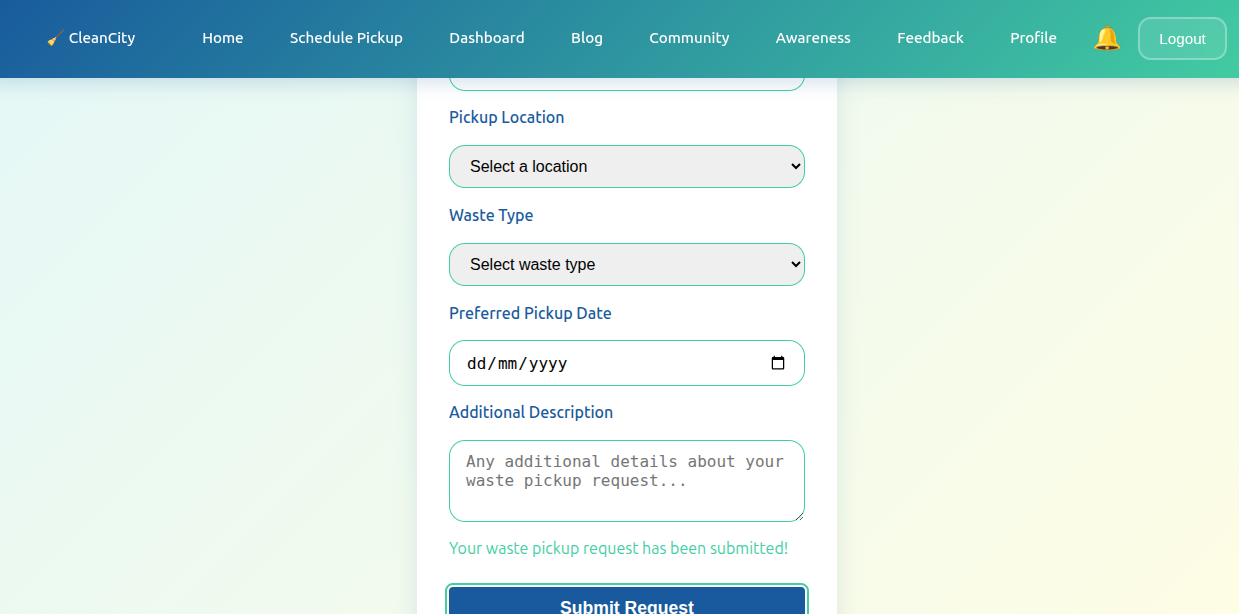 CleanCity Home Schedule Pickup Dashboard Blog Community Awareness Feedback Profile Logout
Pickup Location
Select a location
Waste Type
Select waste type
Preferred Pickup Date
dd/mm/yyyy
Additional Description
Any additional details about your
waste pickup request...
Your waste pickup request has been submitted!
Submit Request